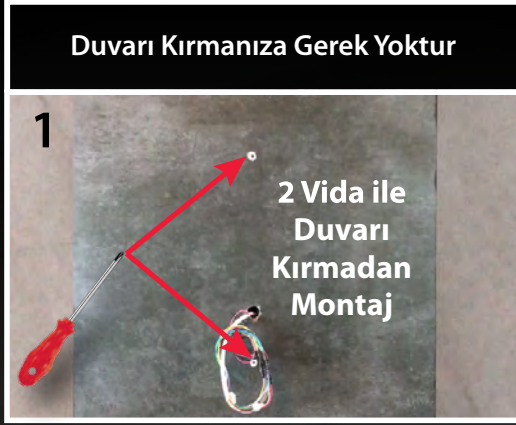 Duvarı Kırmanıza Gerek Yoktur
1
2 Vida ile
Duvarı
Kırmadan
Montaj